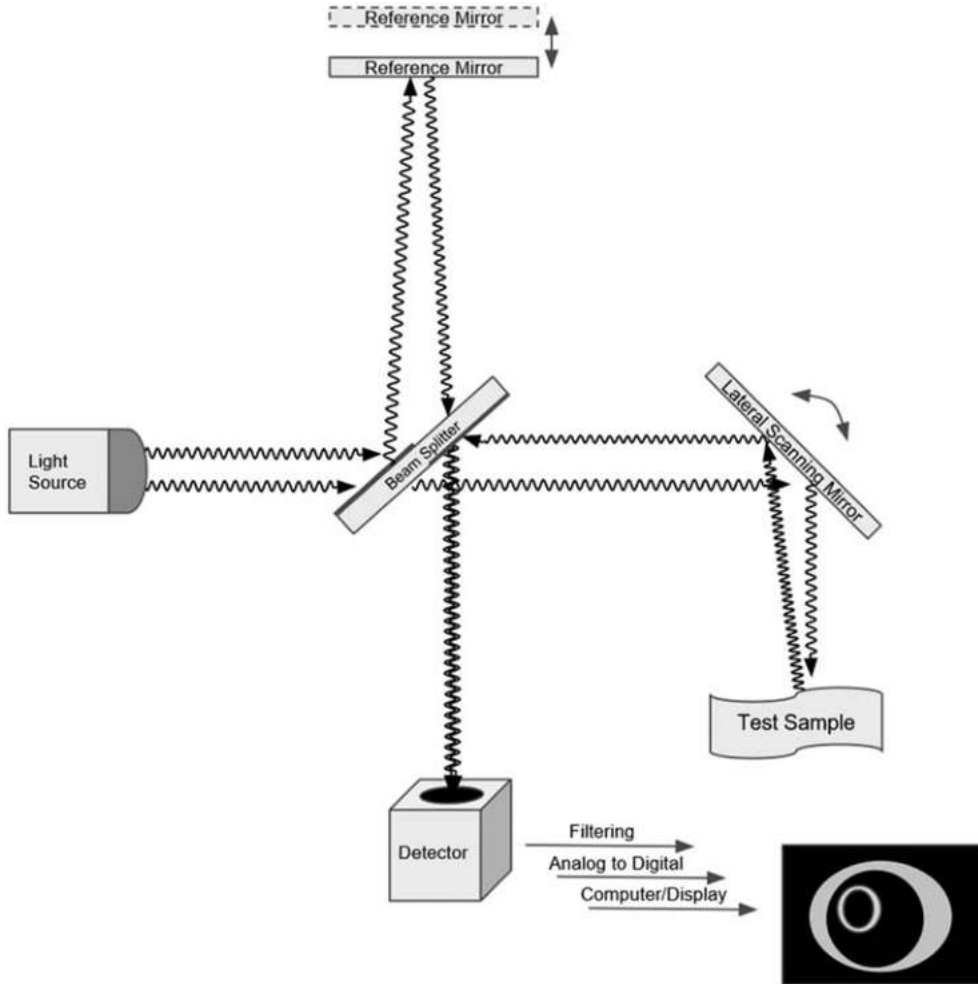 Reference Mirror
Reference Mirror
Light
Source
Beam Splitter
Lateral Scanning Mirror
Test Sample
Detector
Filtering
Analog to Digital
Computer/Display